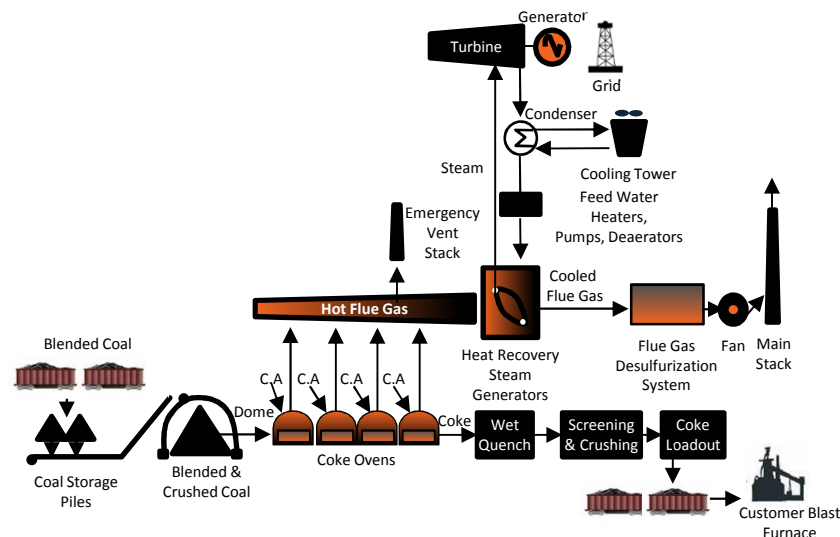 Generator
Turbine
Grid
Condenser
Steam
Cooling Tower
Feed Water
Heaters,
Pumps, Deaerators
Emergency
Vent
Stack
Cooled
Flue Gas
Hot Flue Gas
Blended Coal
Heat Recovery
Steam
Generators
Flue Gas
Desulfurization
System
Fan
Main
Stack
C.A
C.A
C.A
C.A
Dome
Coke
Wet
Quench
Screening
& Crushing
Coke
Loadout
Coke Ovens
Coal Storage
Piles
Blended &
Crushed Coal
Customer Blast
Furnace